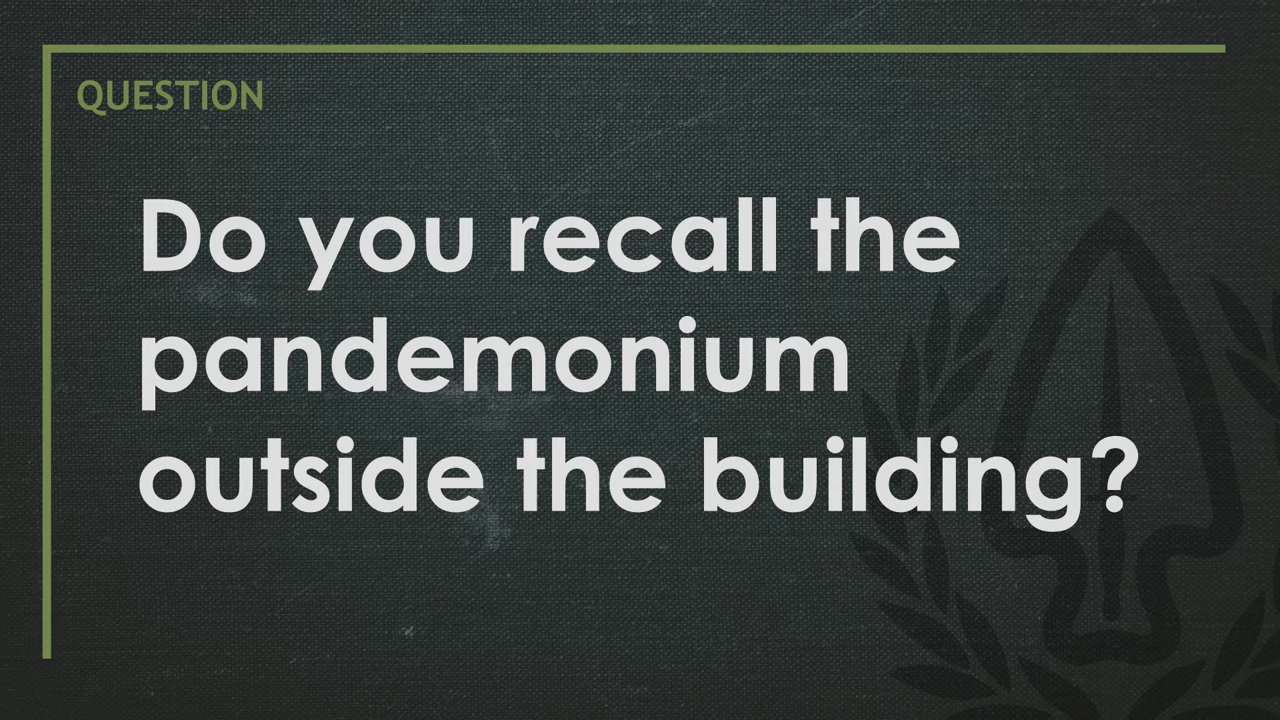 QUESTION
Do you recall the
pandemonium
outside the building?